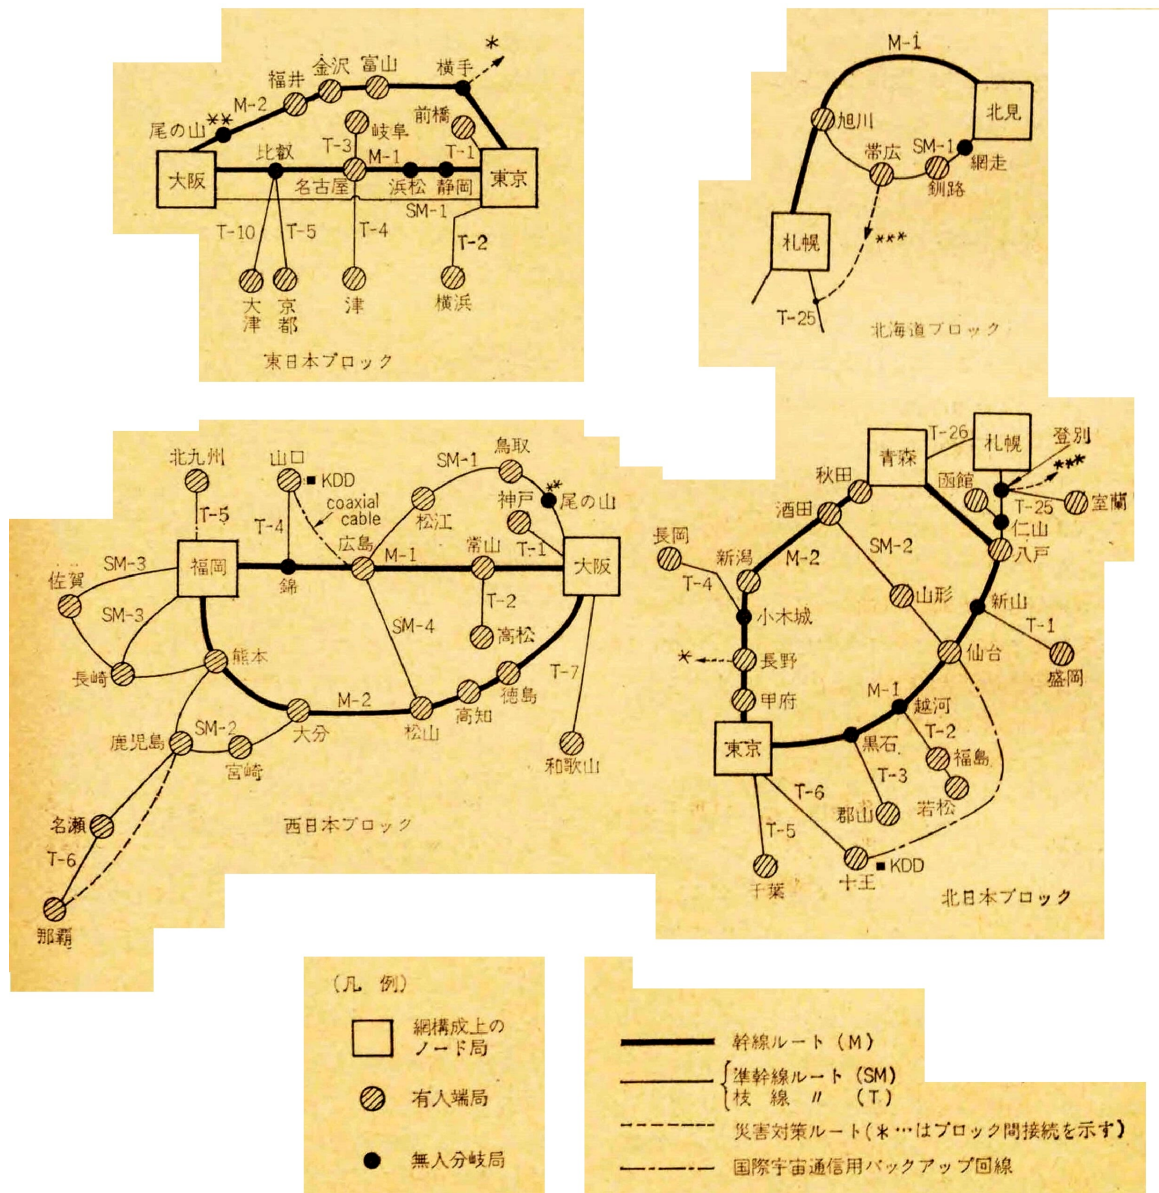 *
横手
金沢 富山
福井
M-2
**
尾の山
前橋
岐阜
T-3
T-1
比叡
M-1
大阪
名古屋
浜松
静岡
東京
SM-1
T-10
T-5
T-4
T-2
大津
京都
津
横浜
東日本ブロック
M-1
北見
旭川
SM-1
帯広
網走
釧路
札幌
***
T-25
北海道ブロック
北九州
山口
KDD
鳥取
SM-1
**
神戸
尾の山
coaxial
cable
松江
T-5
T-4
広島
M-1
常山
T-1
福岡
大阪
SM-3
佐賀
錦
SM-3
T-2
SM-4
高松
熊本
長崎
徳島
T-7
M-2
高知
大分
松山
鹿児島
SM-2
宮崎
和歌山
名瀬
西日本ブロック
T-6
那覇
T-26
札幌
登別
青森
***
秋田
函館
T-25
室蘭
酒田
仁山
長岡
八戸
M-2
SM-2
新潟
T-4
山形
新山
小木城
T-1
*
長野
仙台
盛岡
甲府
M-1
越河
東京
黒石
T-2
福島
T-6
T-3
若松
郡山
T-5
十王
KDD
千葉
北日本ブロック
(凡 例)
網構成上の
ノード局
有人端局
無人分岐局
幹線ルート (M)
準幹線ルート (SM)
枝 線 〃 (T)
災害対策ルート(*…はブロック間接続を示す)
国際宇宙通信用バックアップ回線